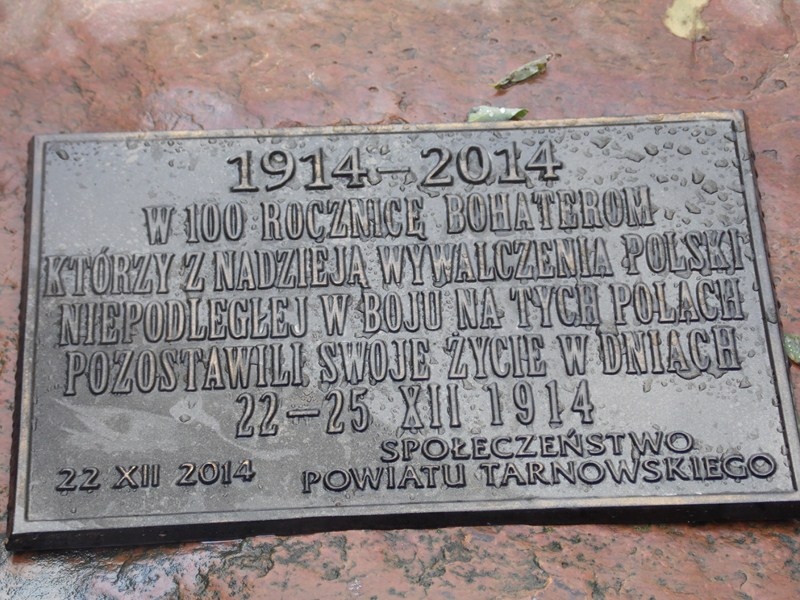 1914-2014
W 100 ROCZNICĘ BOHATEROM
KTÓRZY Z NADZIEJĄ WYWALCZENIA POLSKI
NIEPODLEGŁEJ W BOJU NA TYCH POLACH
POZOSTAWILI SWOJE ŻYCIE W DNIACH
22-25 XII 1914
SPOŁECZEŃSTWO
22 XII 2014 POWIATU TARNOWSKIEGO